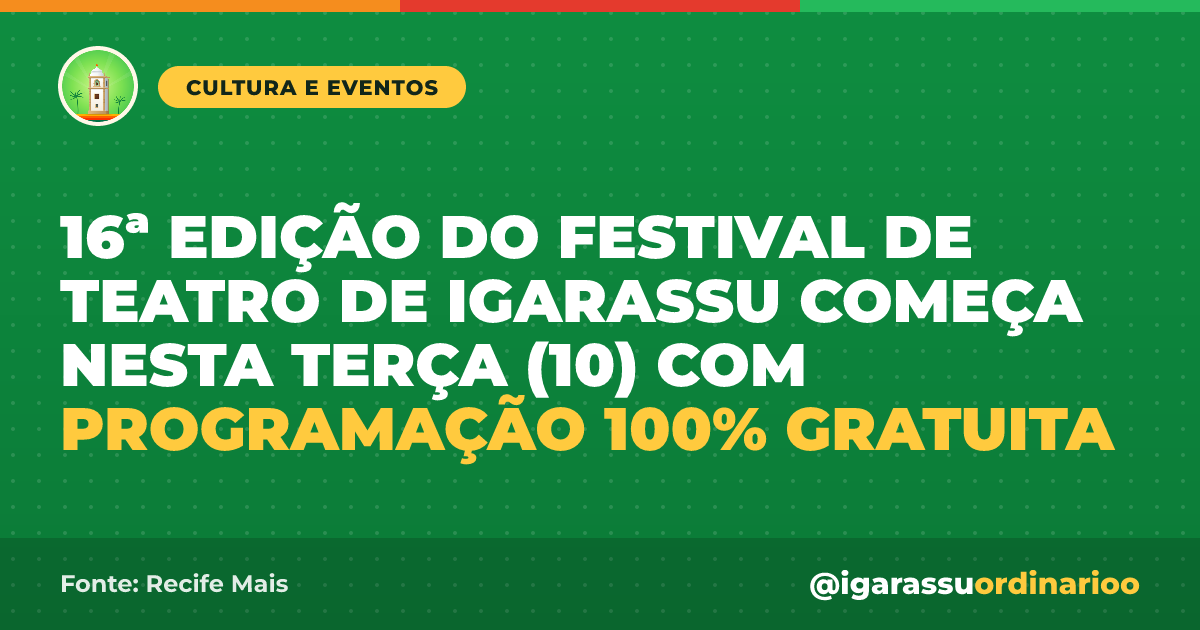 CULTURA E EVENTOS
16ª EDIÇÃO DO FESTIVAL DE
TEATRO DE IGARASSU COMEÇA
NESTA TERÇA (10) COM
PROGRAMAÇÃO 100% GRATUITA
Fonte: Recife Mais
@igarassuordinarioo